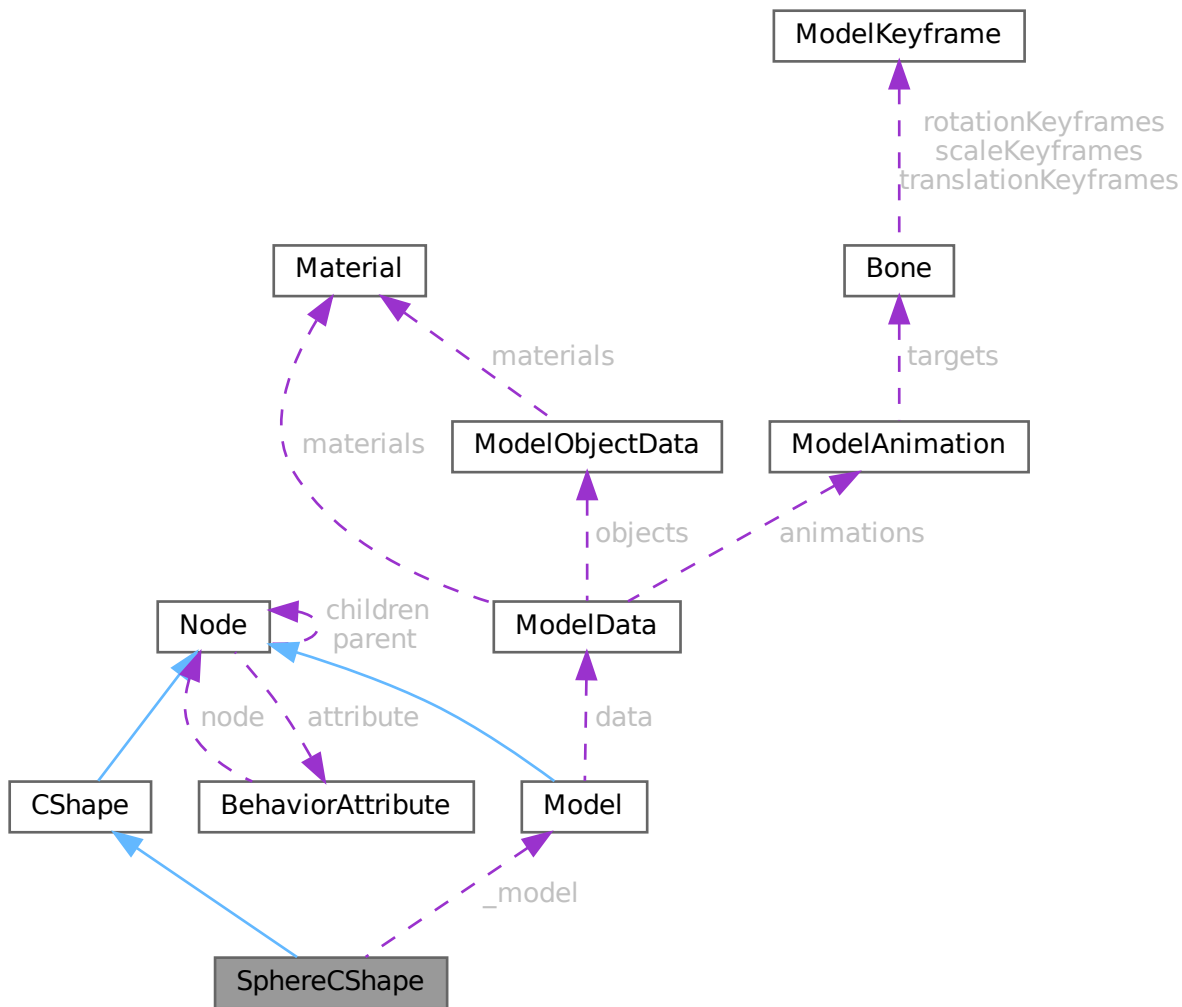 ModelKeyframe
rotationKeyframes
scaleKeyframes
translationKeyframes
Material
Bone
materials
targets
materials
ModelObjectData
ModelAnimation
objects
animations
Node
children
parent
ModelData
node
attribute
data
CShape
BehaviorAttribute
Model
_model
SphereCShape